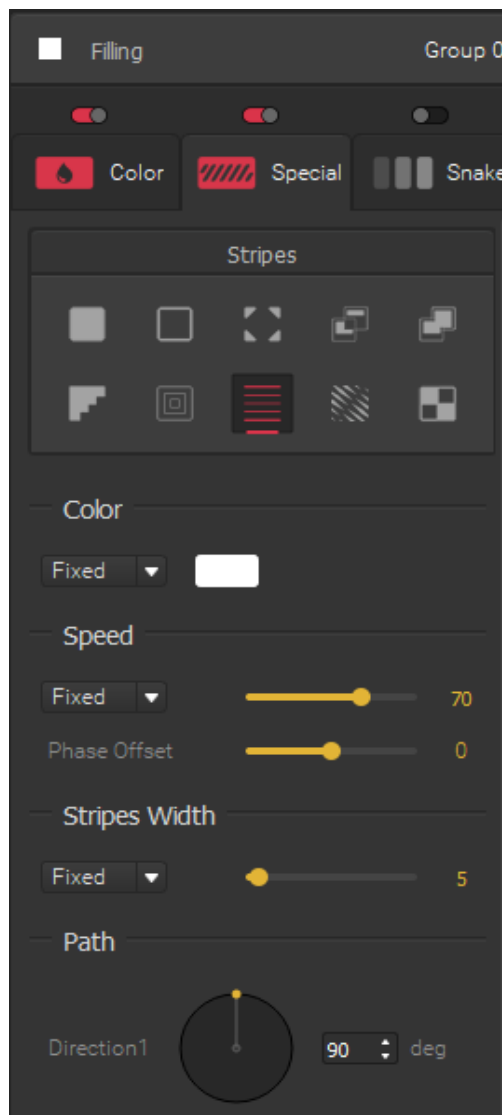 Filling Group 0
Color Special Snake
Stripes
Color
Fixed
Speed
Fixed 70
Phase Offset 0
Stripes Width
Fixed 5
Path
Direction1 90 deg